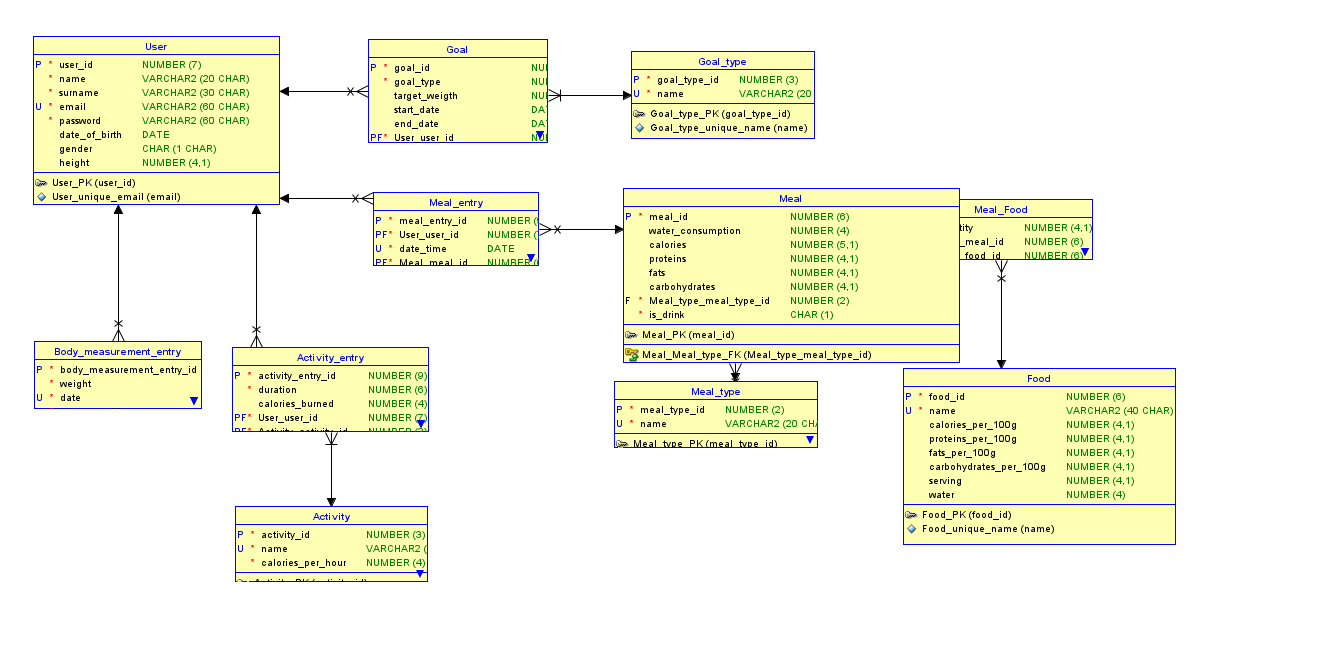 User
P * user_id NUMBER (7)
* name VARCHAR2 (20 CHAR)
* surname VARCHAR2 (30 CHAR)
U * email VARCHAR2 (60 CHAR)
* password VARCHAR2 (60 CHAR)
date_of_birth DATE
gender CHAR (1 CHAR)
height NUMBER (4,1)
User_PK (user_id)
User_unique_email (email)
Goal
P * goal_id
* goal_type
target_weigth
start_date
end_date
PF* User_user_id
Goal_type
P * goal_type_id NUMBER (3)
U * name VARCHAR2 (20
Goal_type_PK (goal_type_id)
Goal_type_unique_name (name)
Meal_entry
P * meal_entry_id NUMBER (
PF* User_user_id NUMBER (
U * date_time DATE
PF* Meal_meal_id NUMBER (
Meal
P * meal_id NUMBER (6)
water_consumption NUMBER (4)
calories NUMBER (5,1)
proteins NUMBER (4,1)
fats NUMBER (4,1)
carbohydrates NUMBER (4,1)
F * Meal_type_meal_type_id NUMBER (2)
* is_drink CHAR (1)
Meal_PK (meal_id)
Meal_Meal_type_FK (Meal_type_meal_type_id)
Meal_Food
tity NUMBER (4,1)
_meal_id NUMBER (6)
_food_id NUMBER (6)
Body_measurement_entry
P * body_measurement_entry_id
* weight
U * date
Activity_entry
P * activity_entry_id NUMBER (9)
* duration NUMBER (6)
calories_burned NUMBER (4)
PF* User_user_id NUMBER (7)
PF* Activity_activity_id
Meal_type
P * meal_type_id NUMBER (2)
U * name VARCHAR2 (20 CH
Meal_type_PK (meal_type_id)
Food
P * food_id NUMBER (6)
U * name VARCHAR2 (40 CHAR)
calories_per_100g NUMBER (4,1)
proteins_per_100g NUMBER (4,1)
fats_per_100g NUMBER (4,1)
carbohydrates_per_100g NUMBER (4,1)
serving NUMBER (4,1)
water NUMBER (4)
Food_PK (food_id)
Food_unique_name (name)
Activity
P * activity_id NUMBER (3)
U * name VARCHAR2 (
* calories_per_hour NUMBER (4)
Activity_PK (activity_id)